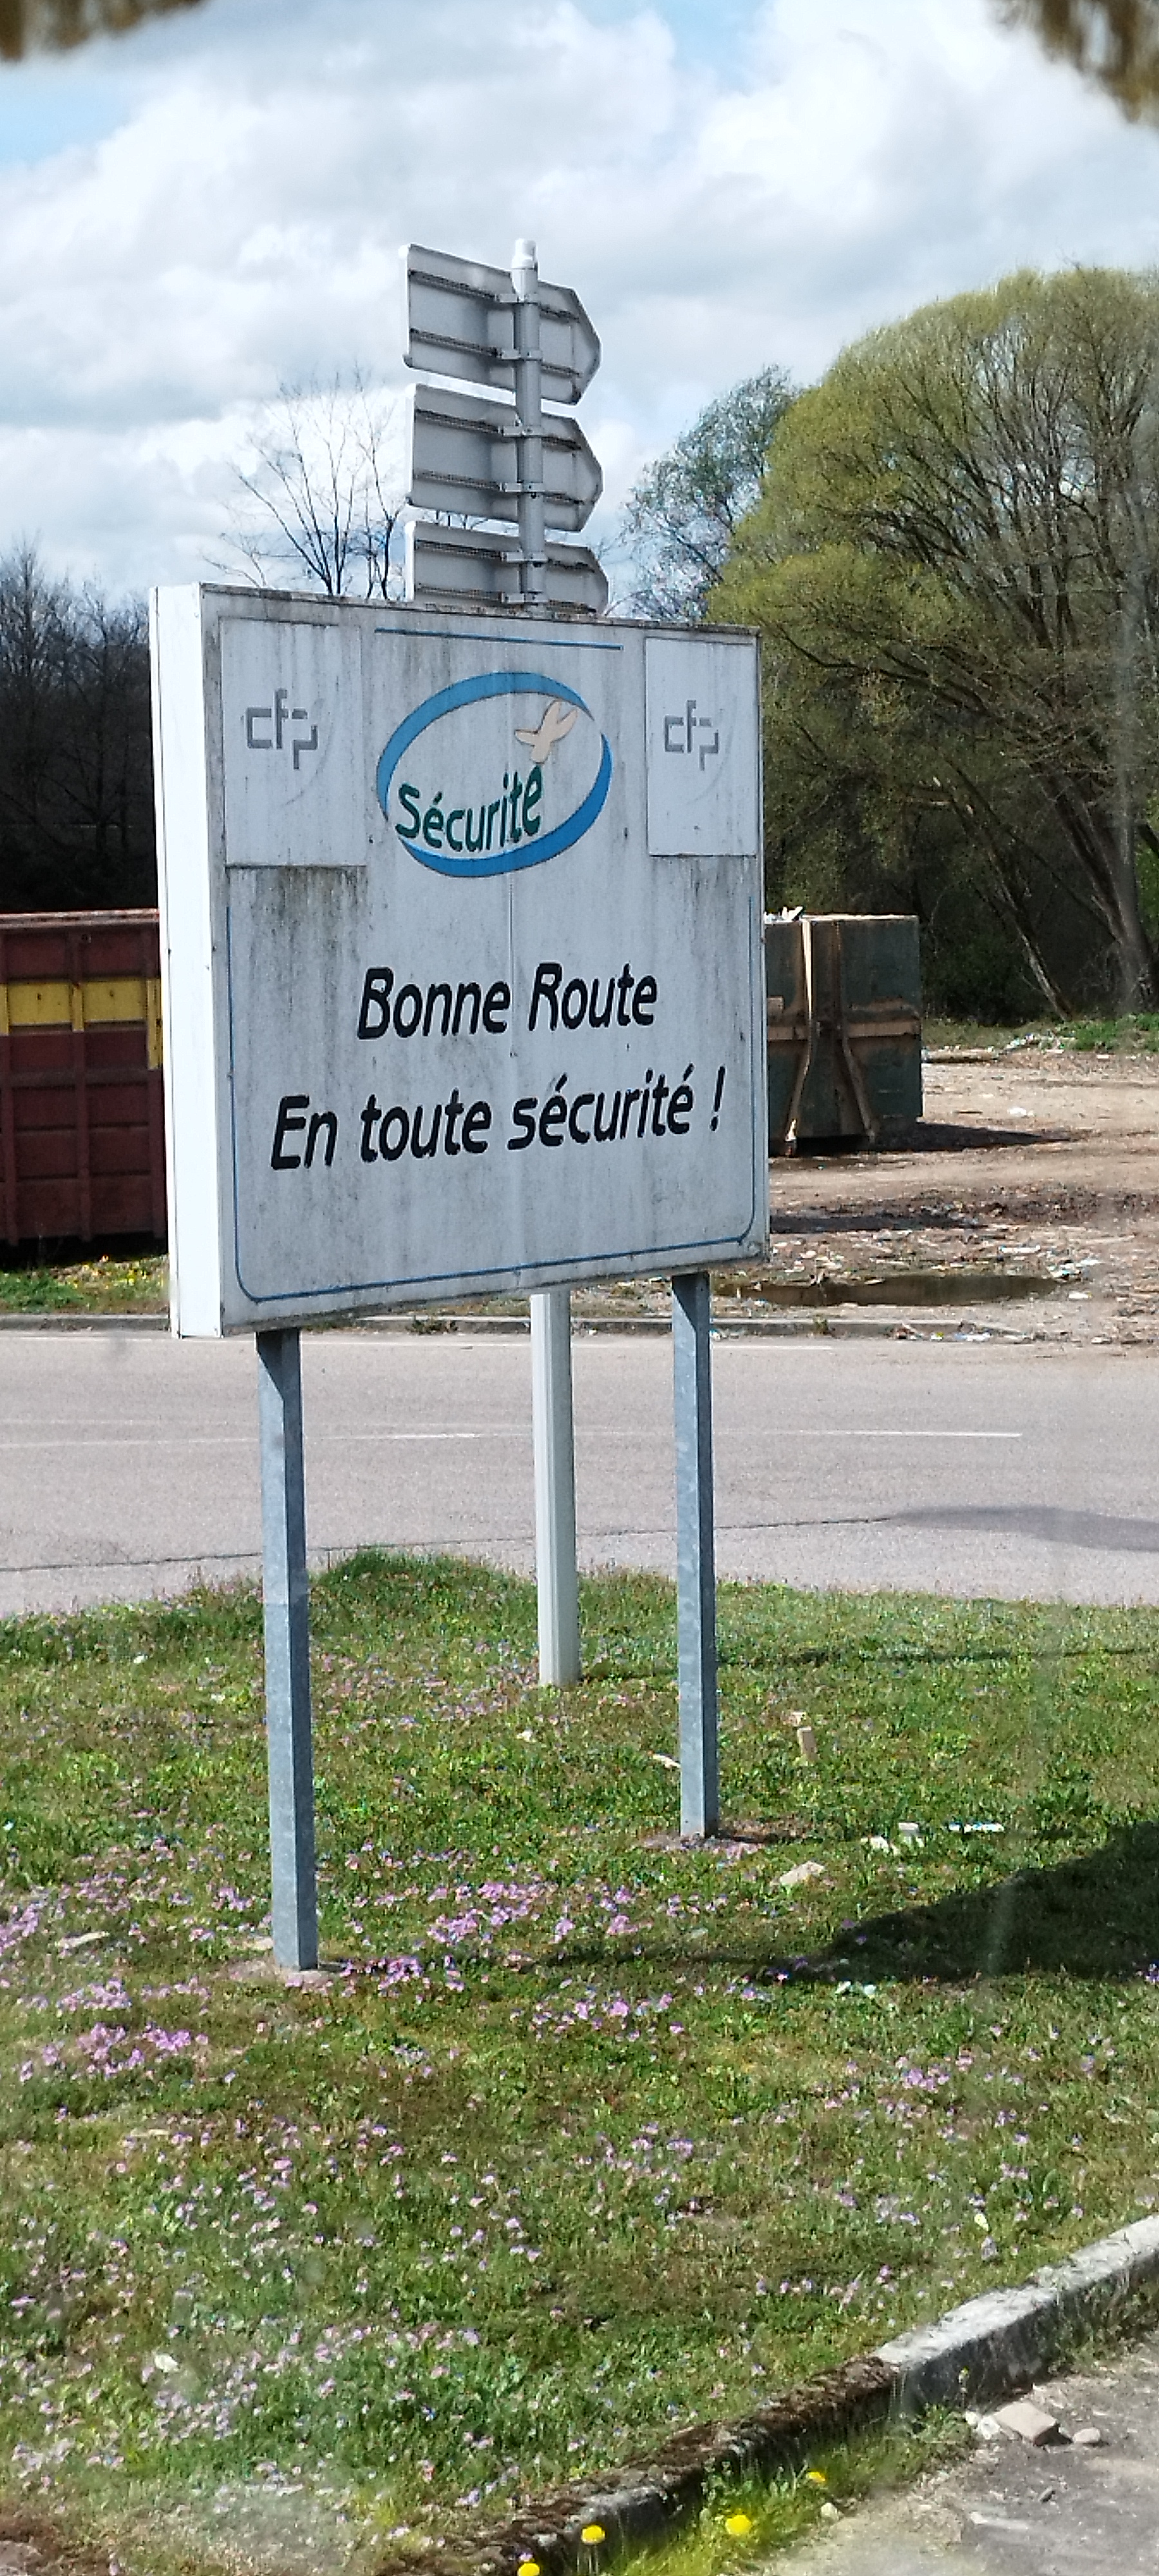 cfp
Sécurité
cfp
Bonne Route
En toute sécurité !